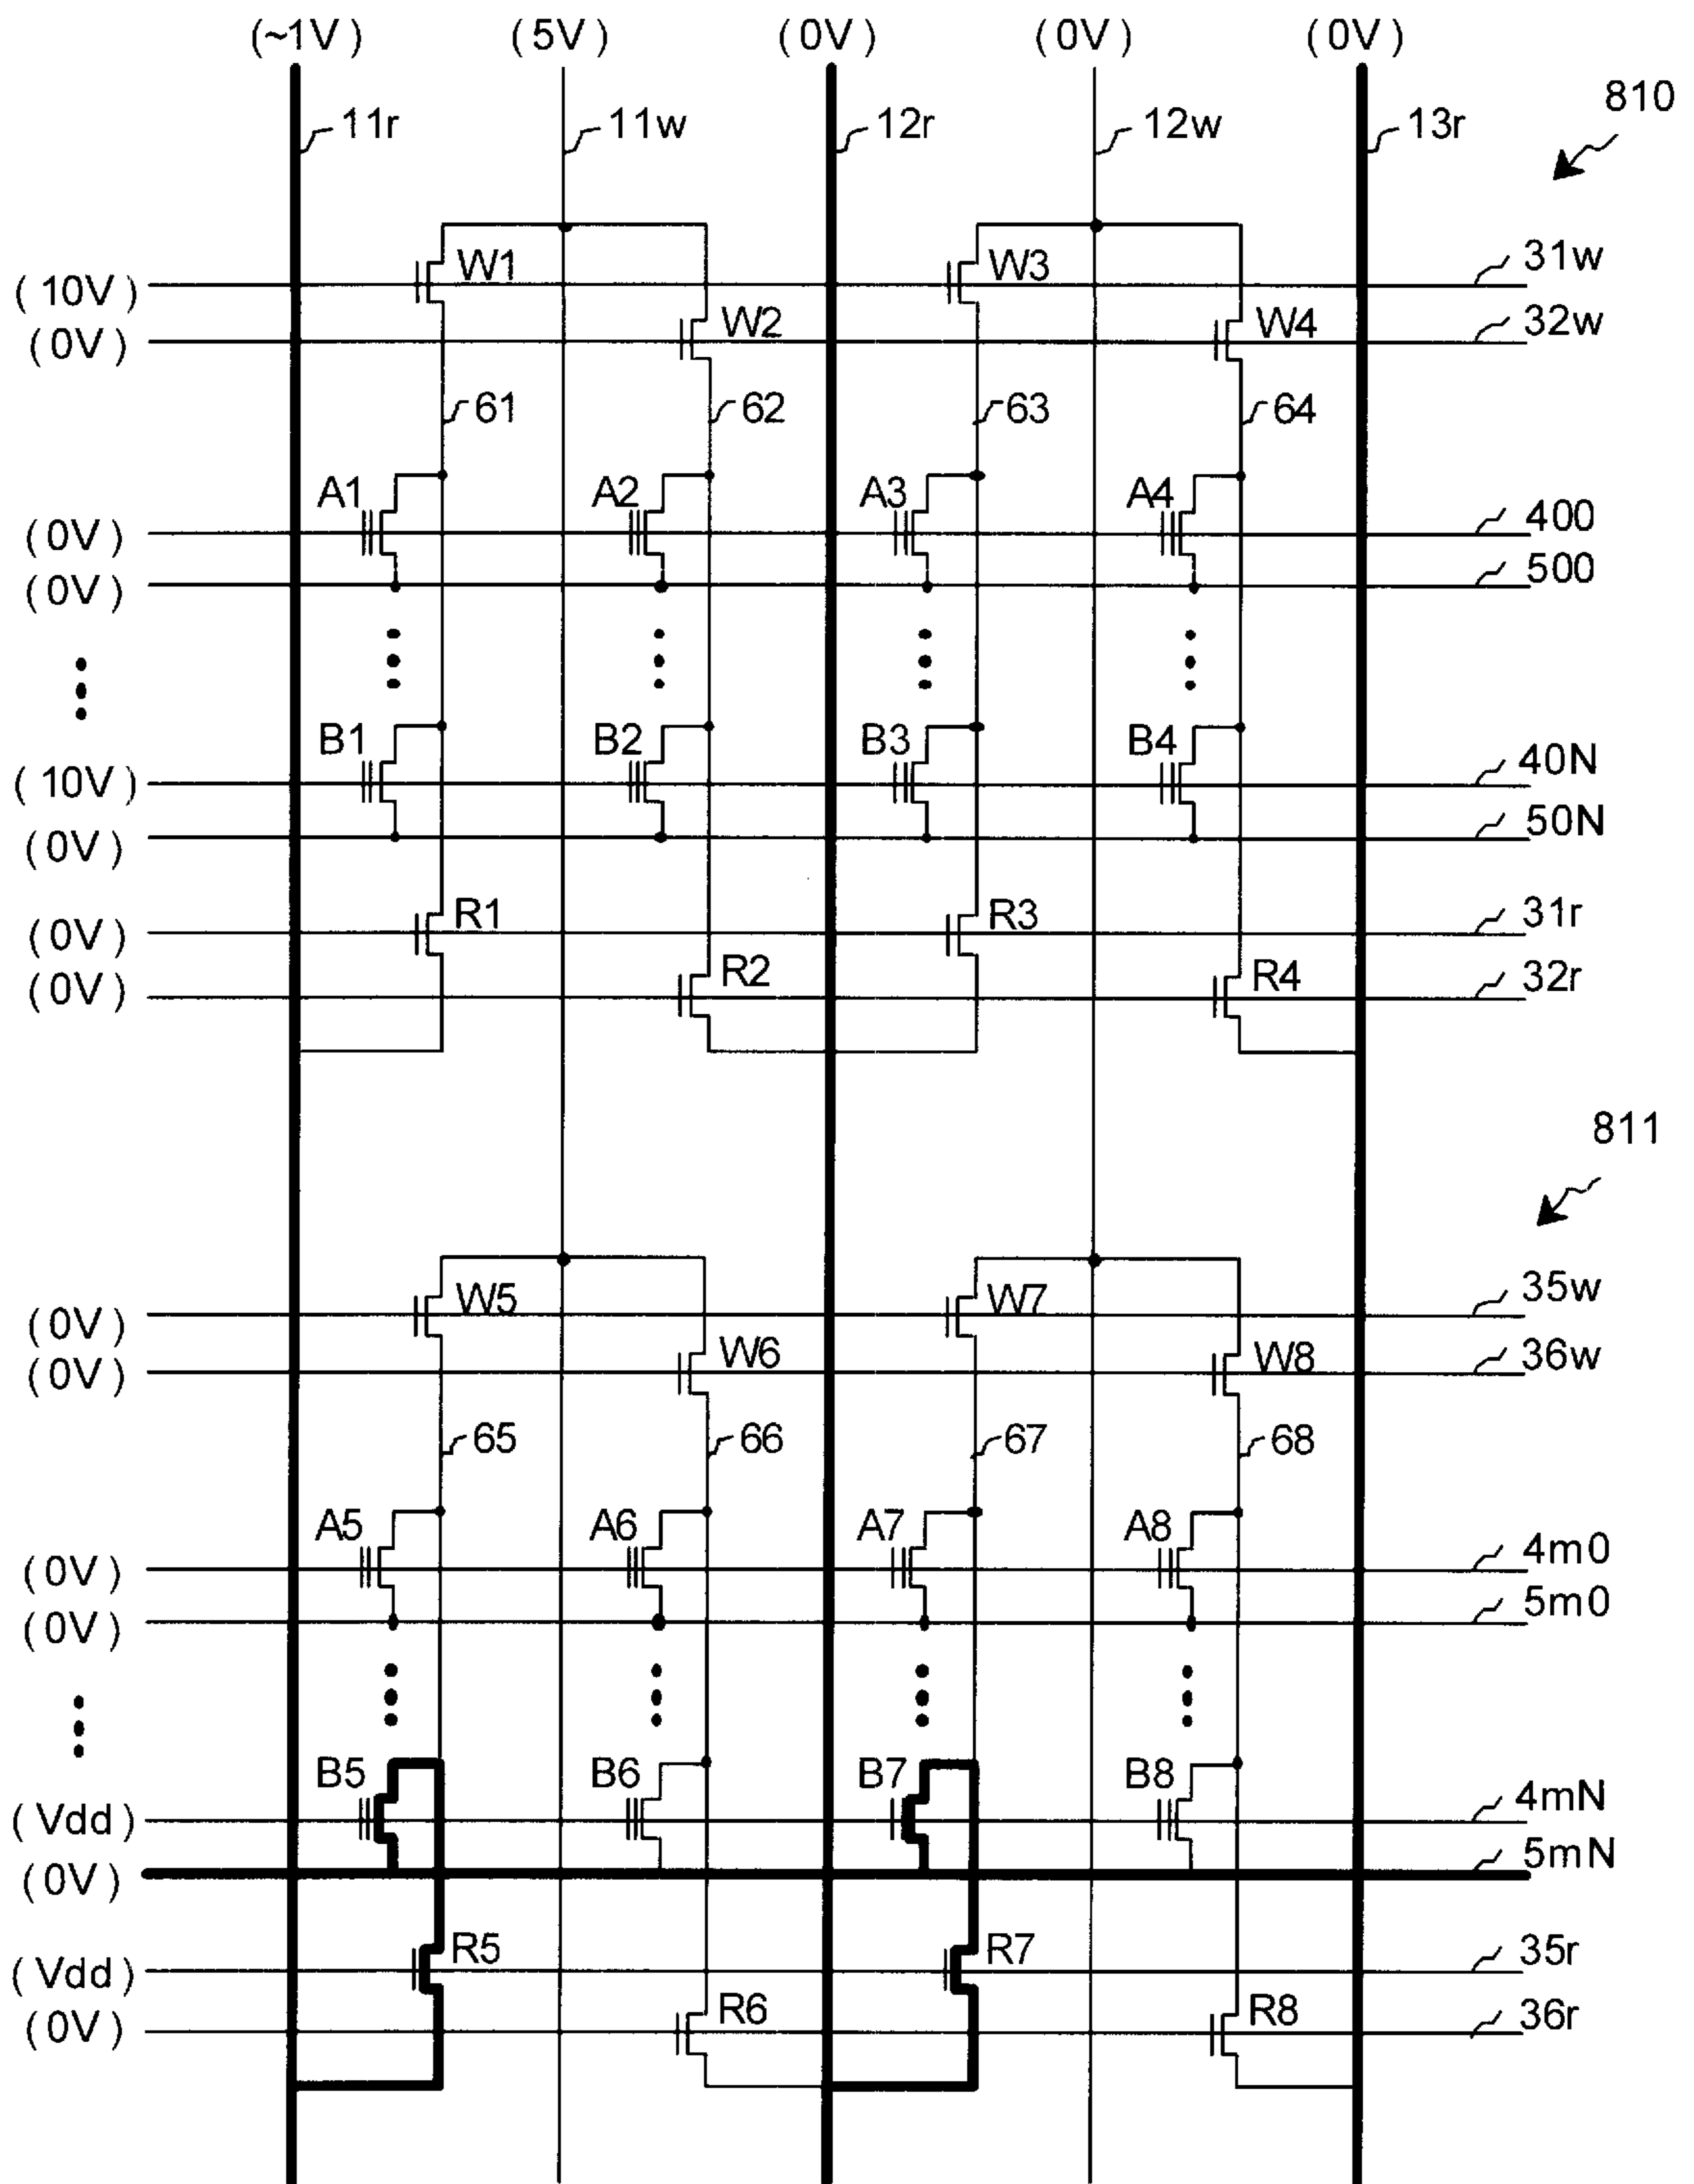 (~1V) (5V) (0V) (0V) (0V)
810
11r 11w 12r 12w 13r
(10V) W1 W3 31w
(0V) W2 W4 32w
61 62 63 64
A1 A2 A3 A4
(0V) 400
(0V) 500
B1 B2 B3 B4
(10V) 40N
(0V) 50N
(0V) R1 R3 31r
(0V) R2 R4 32r
811
(0V) W5 W7 35w
(0V) W6 W8 36w
65 66 67 68
A5 A6 A7 A8
(0V) 4m0
(0V) 5m0
B5 B6 B7 B8
(Vdd) 4mN
(0V) 5mN
(Vdd) R5 R7 35r
(0V) R6 R8 36r